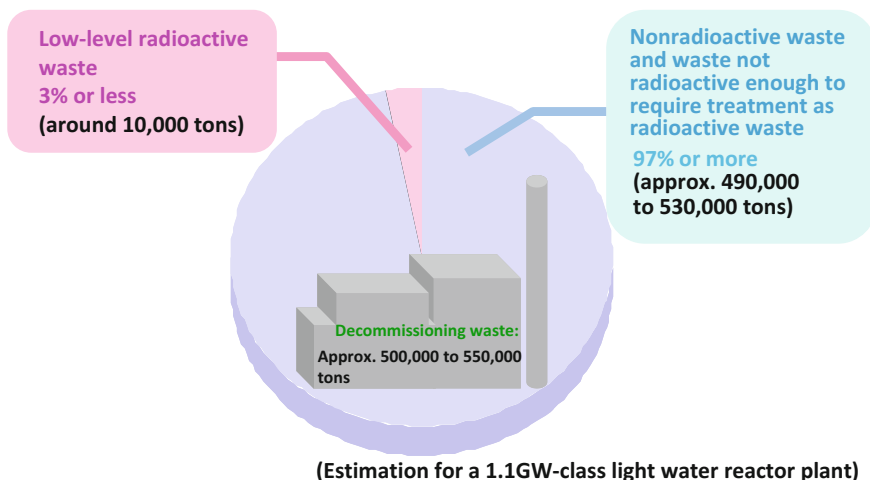 Low-level radioactive
waste
3% or less
(around 10,000 tons)
Nonradioactive waste
and waste not
radioactive enough to
require treatment as
radioactive waste
97% or more
(approx. 490,000
to 530,000 tons)
Decommissioning waste:
Approx. 500,000 to 550,000
tons
(Estimation for a 1.1GW-class light water reactor plant)